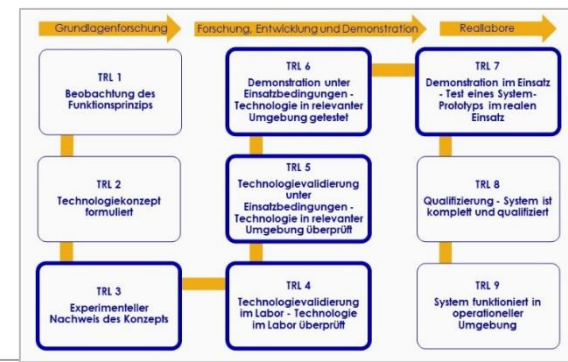 Grundlagenforschung
Forschung, Entwicklung und Demonstration
Reallabore
TRL 1
Beobachtung des
Funktionsprinzips
TRL 2
Technologiekonzept
formuliert
TRL 3
Experimenteller
Nachweis des Konzepts
TRL 6
Demonstration unter
Einsatzbedingungen -
Technologie in relevanter
Umgebung getestet
TRL 5
Technologievalidierung
unter
Einsatzbedingungen -
Technologie in relevanter
Umgebung überprüft
TRL 4
Technologievalidierung
im Labor - Technologie
im Labor überprüft
TRL 7
Demonstration im Einsatz
- Test eines System-
Prototyps im realen
Einsatz
TRL 8
Qualifizierung - System ist
komplett und qualifiziert
TRL 9
System funktioniert in
operationeller
Umgebung